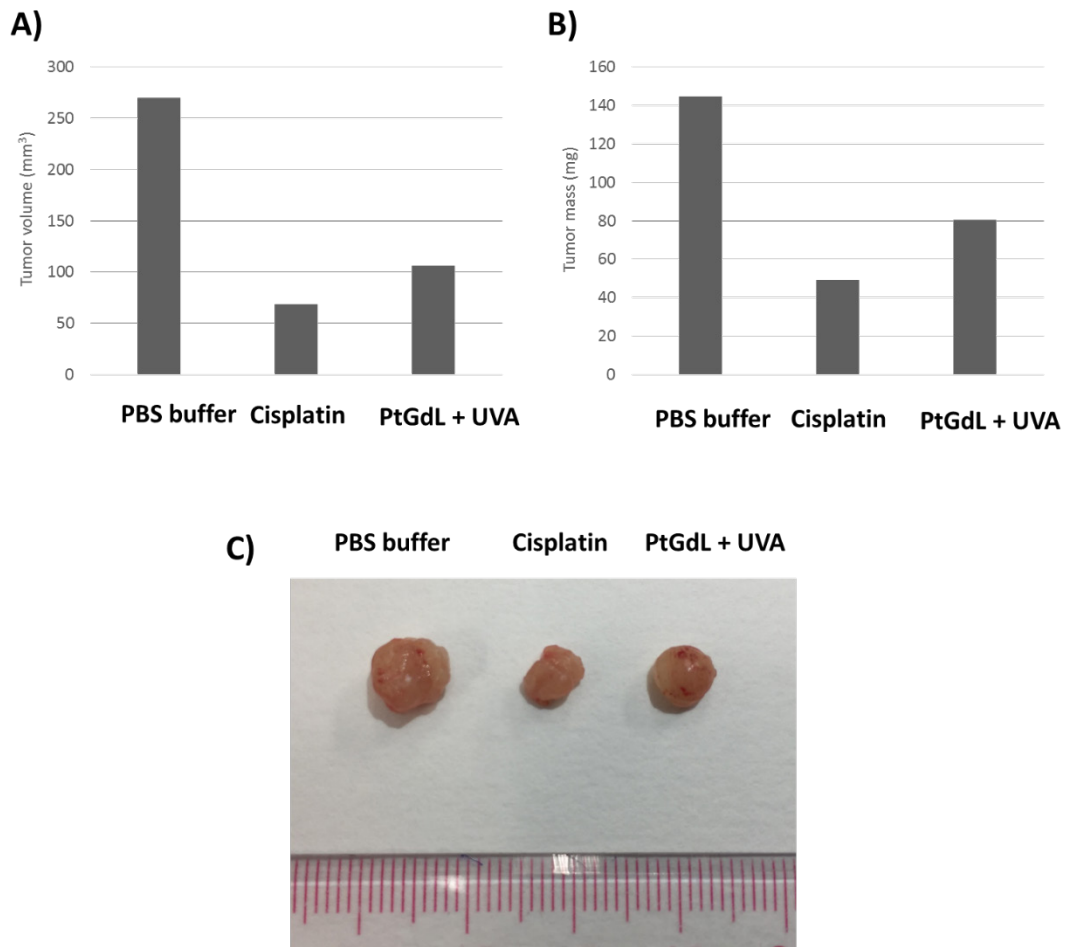 A)
300
250
200
150
100
50
0
Tumor volume (mm³)
PBS buffer Cisplatin PtGdL + UVA
B)
160
140
120
100
80
60
40
20
0
Tumor mass (mg)
PBS buffer Cisplatin PtGdL + UVA
C)
PBS buffer Cisplatin PtGdL + UVA